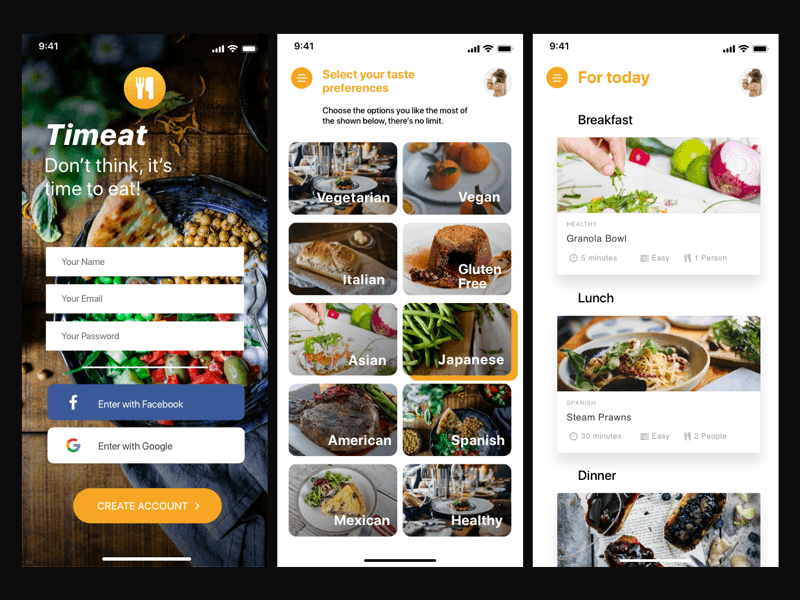 9:41
Timeat
Don't think, it's
time to eat!
Your Name
Your Email
Your Password
Enter with Facebook
Enter with Google
CREATE ACCOUNT
9:41
Select your taste
preferences
Choose the options you like the most of
the shown below, there's no limit.
Vegetarian
Vegan
Italian
Gluten
Free
Asian
Japanese
American
Spanish
Mexican
Healthy
9:41
For today
Breakfast
HEALTHY
Granola Bowl
5 minutes
Easy
1 Person
Lunch
SPANISH
Steam Prawns
30 minutes
Easy
2 People
Dinner